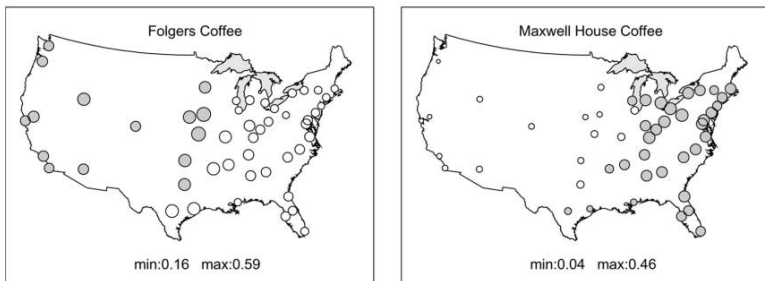 Folgers Coffee
min:0.16 max:0.59
Maxwell House Coffee
min:0.04 max:0.46